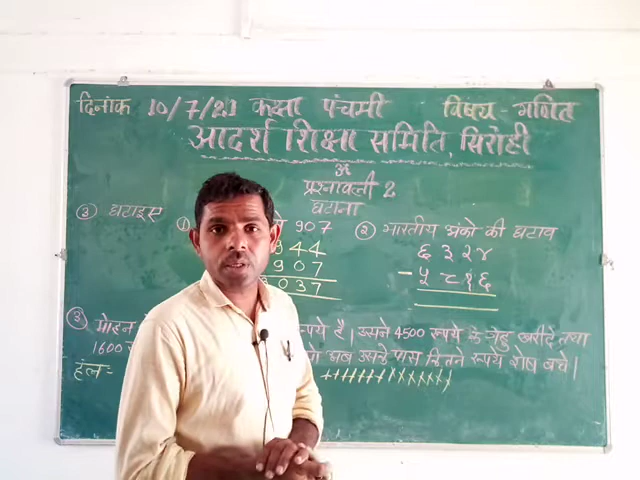 दिनांक 10/7/21 कक्षा पंचमी विषय - गणित
आदर्श शिक्षा समिति, सिरोही
ॐ
प्रश्नावली 2
घटाना
③ घटाइए ① 907
944
907
037
② भारतीय अंको की घटाव
६३२४
- ५८१६
③ मोहन रूपये है। उसने 4500 रूपये के गेहु खरीदे तथा
1600 अब उसके पास कितने रूपये शेष बचे।
हल:-